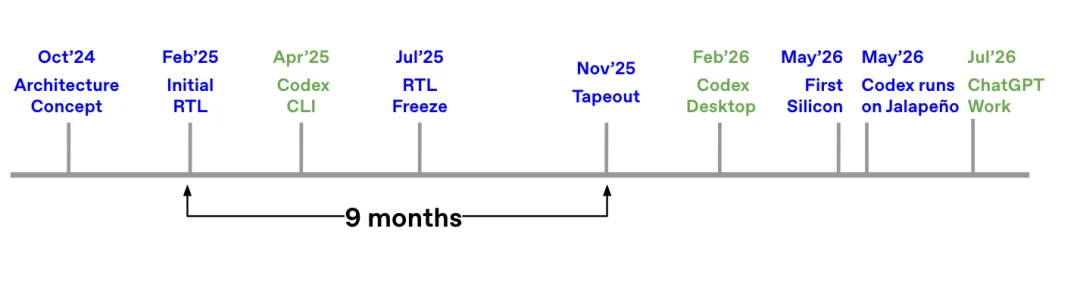 Oct’24
Architecture
Concept
Feb’25
Initial
RTL
Apr’25
Codex
CLI
Jul’25
RTL
Freeze
Nov’25
Tapeout
Feb’26
Codex
Desktop
May’26
First
Silicon
May’26
Codex runs
on Jalapeño
Jul’26
ChatGPT
Work
9 months